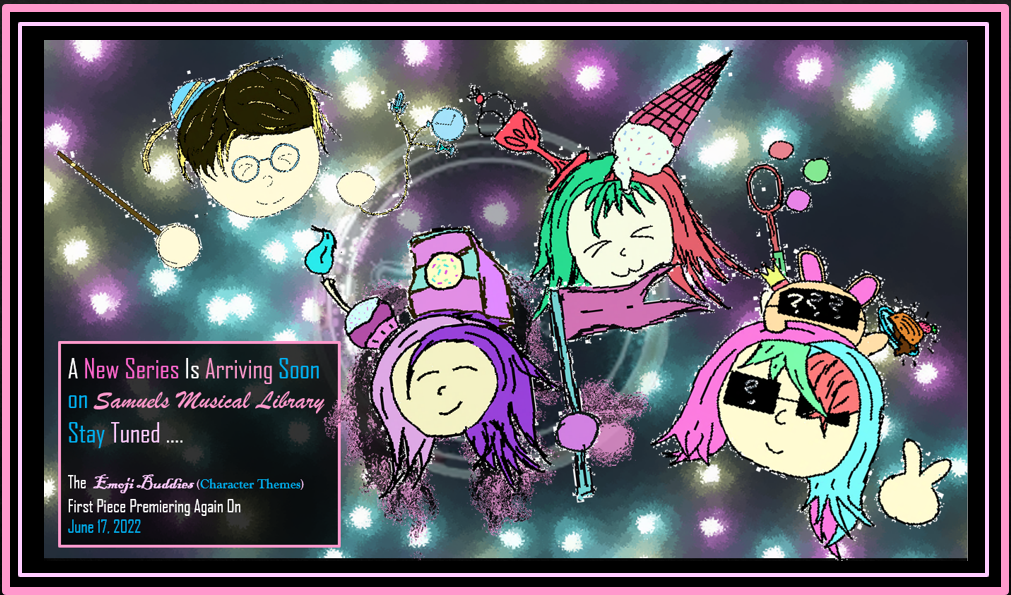 A New Series Is Arriving Soon
on Samuels Musical Library
Stay Tuned ....
The Emoji Buddies (Character Themes)
First Piece Premiering Again On
June 17, 2022
? ? ? ?
?